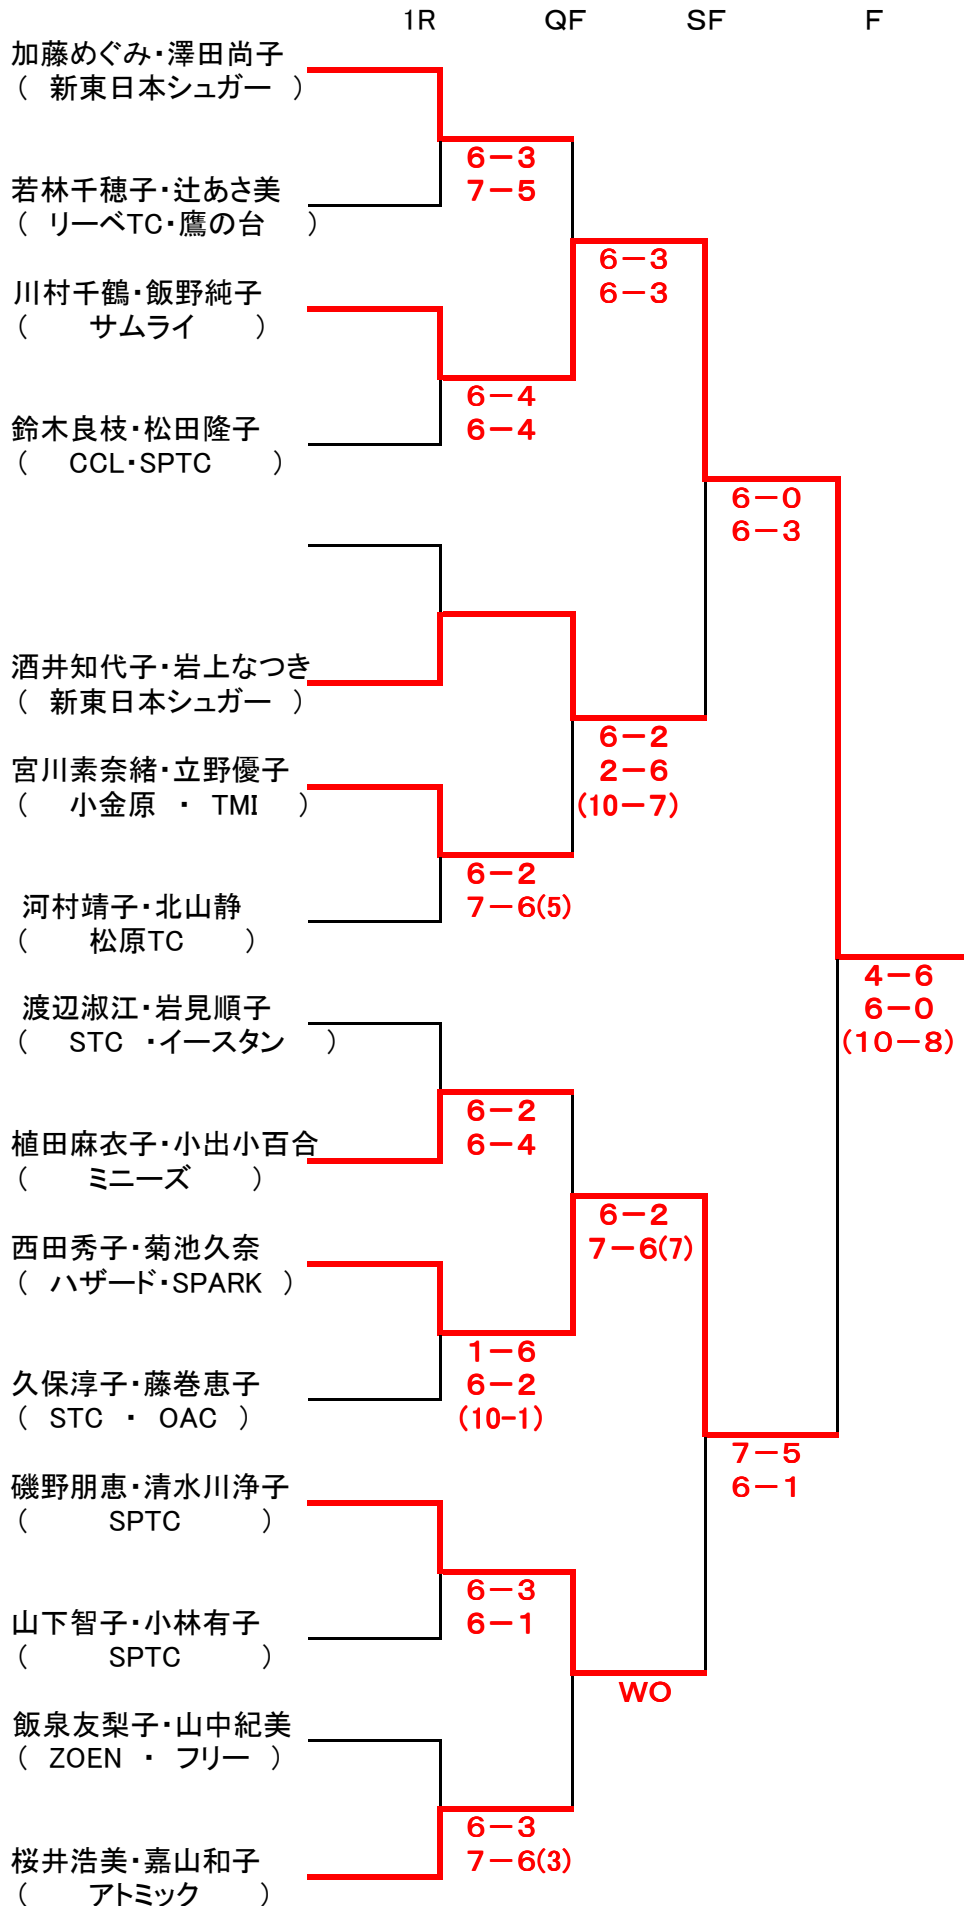 1R QF SF F
加藤めぐみ・澤田尚子
( 新東日本シュガー )
6－3
7－5
若林千穂子・辻あさ美
( リーベTC・鷹の台 )
6－3
6－3
川村千鶴・飯野純子
( サムライ )
6－4
6－4
鈴木良枝・松田隆子
( CCL・SPTC )
6－0
6－3
酒井知代子・岩上なつき
( 新東日本シュガー )
6－2
2－6
(10－7)
宮川素奈緒・立野優子
( 小金原 ・ TMI )
6－2
7－6(5)
河村靖子・北山静
( 松原TC )
4－6
6－0
(10－8)
渡辺淑江・岩見順子
( STC ・イースタン )
6－2
6－4
植田麻衣子・小出小百合
( ミニーズ )
6－2
7－6(7)
西田秀子・菊池久奈
( ハザード・SPARK )
1－6
6－2
(10-1)
久保淳子・藤巻恵子
( STC ・ OAC )
7－5
6－1
磯野朋恵・清水川浄子
( SPTC )
6－3
6－1
山下智子・小林有子
( SPTC )
WO
飯泉友梨子・山中紀美
( ZOEN ・ フリー )
6－3
7－6(3)
桜井浩美・嘉山和子
( アトミック )